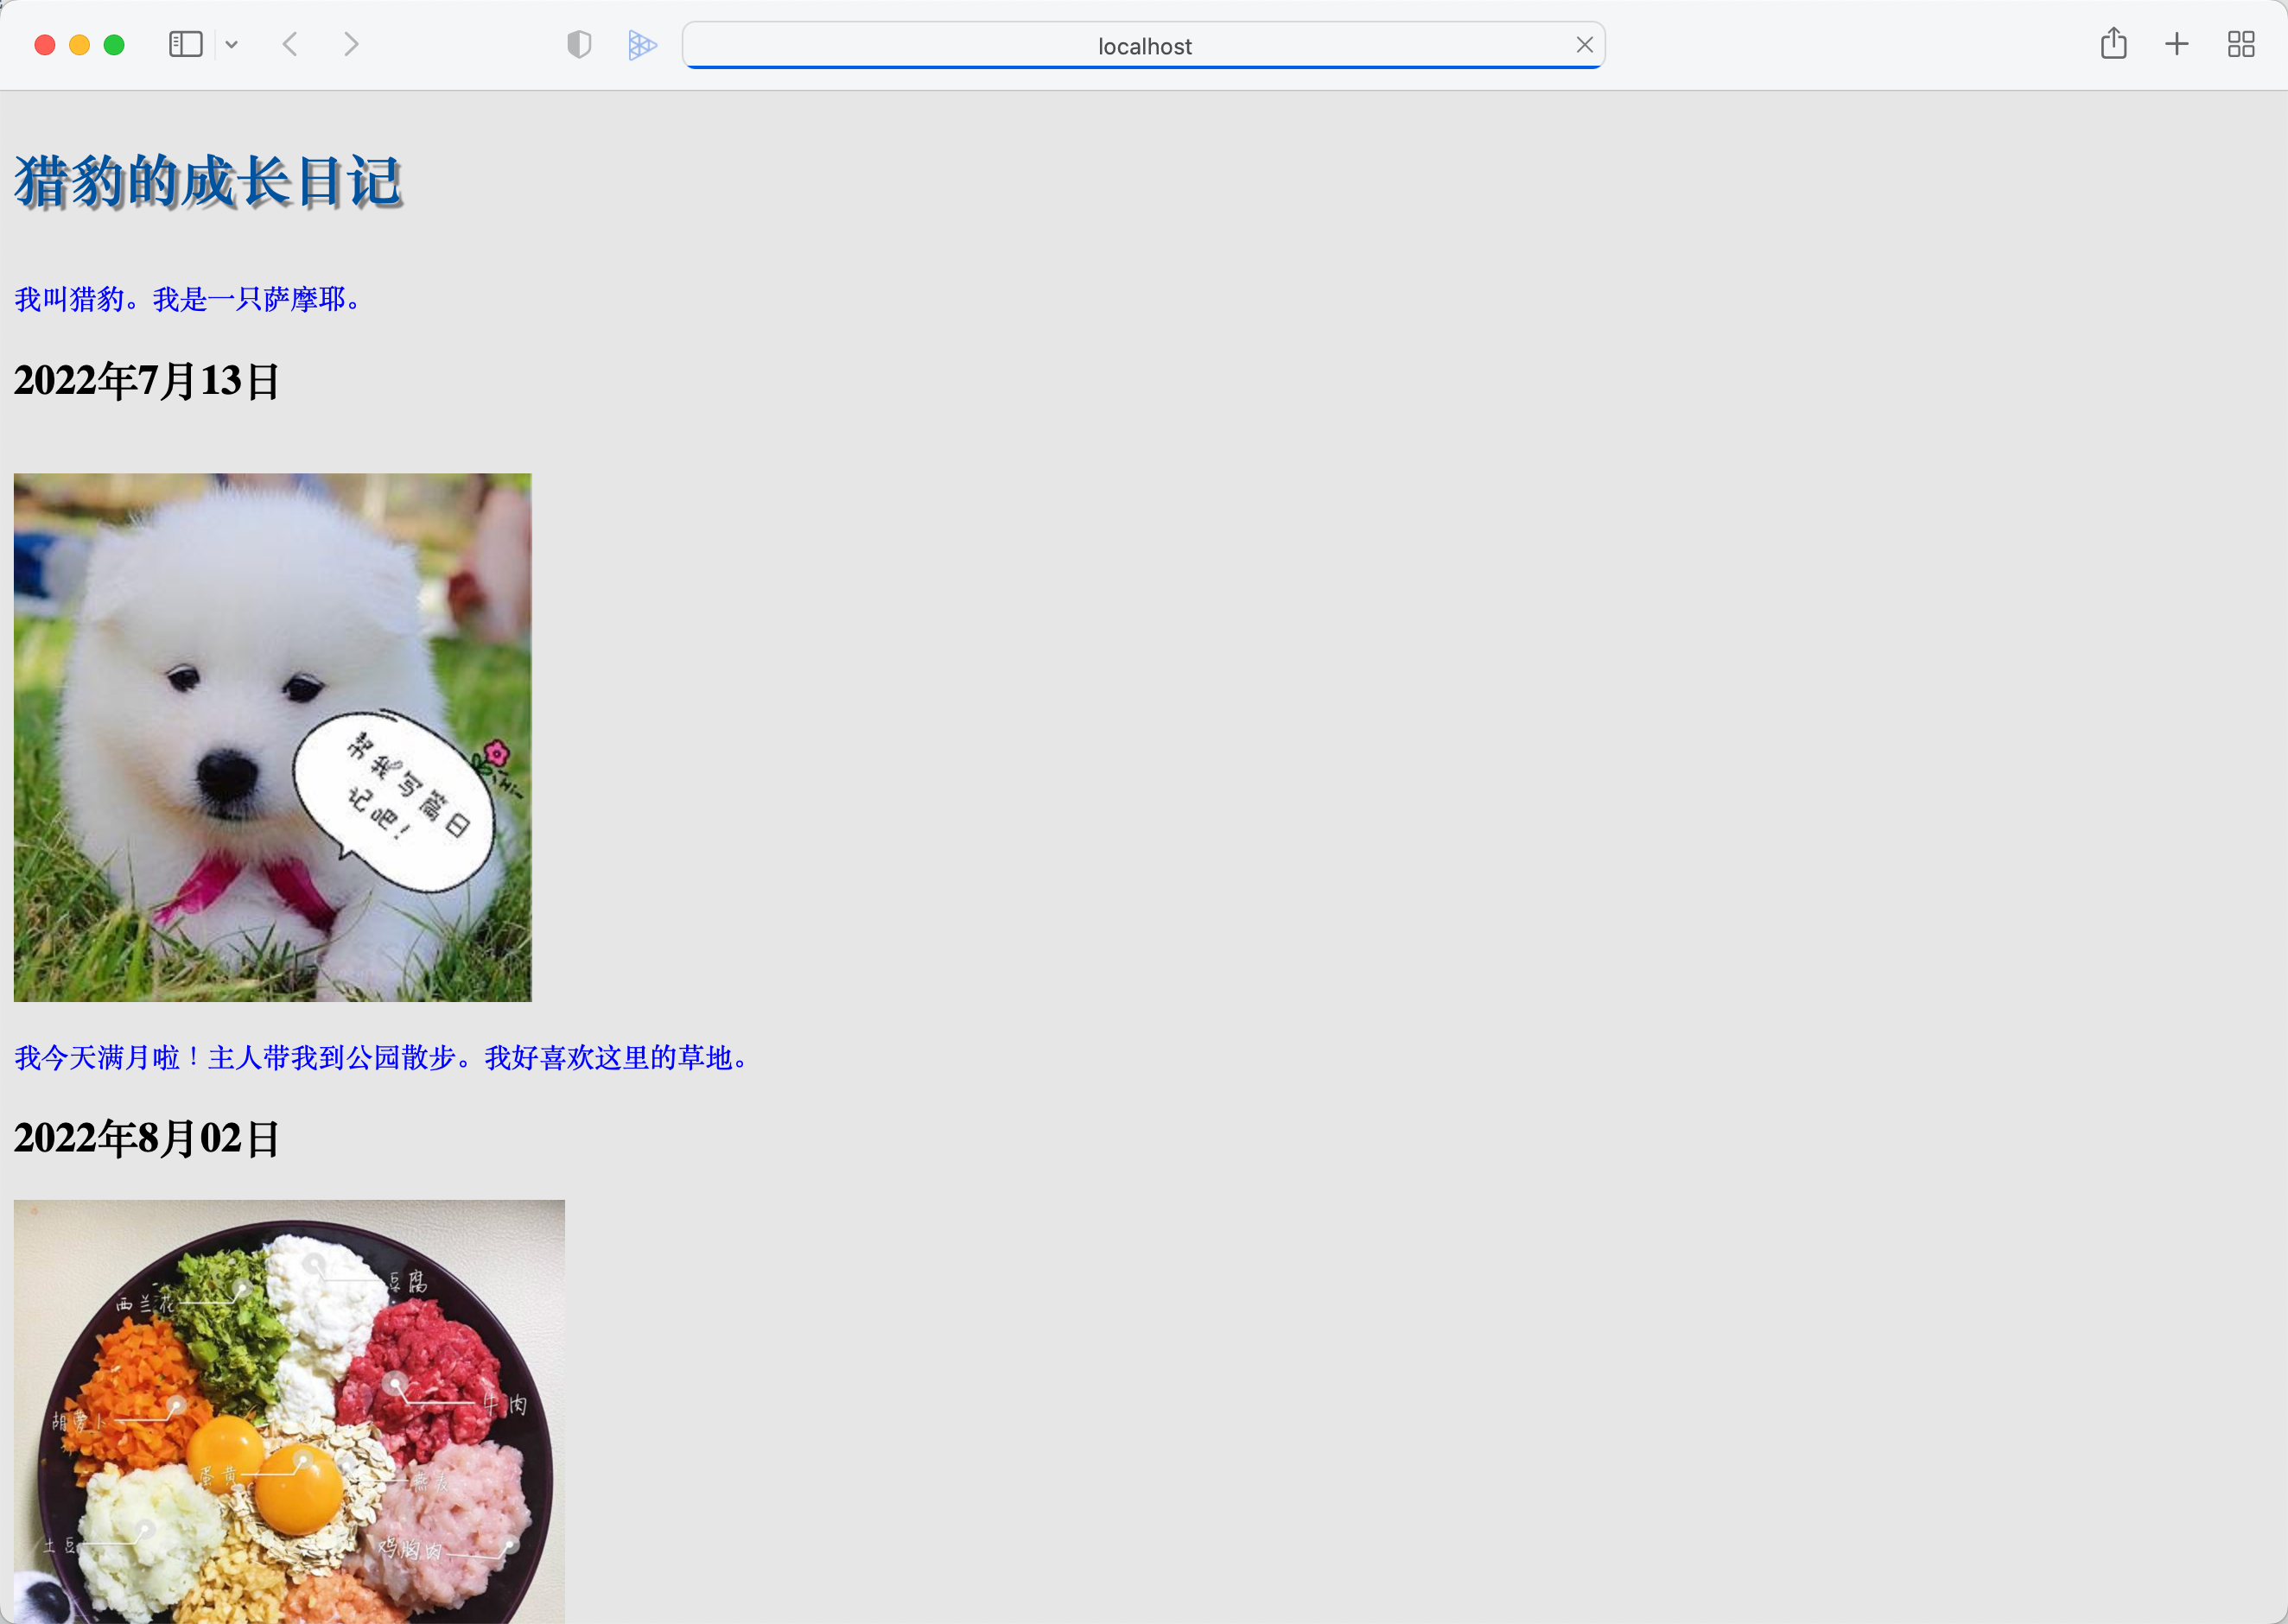 localhost
猎豹的成长日记
我叫猎豹。我是一只萨摩耶。
2022年7月13日
帮我写篇日
记吧!
我今天满月啦！主人带我到公园散步。我好喜欢这里的草地。
2022年8月02日
豆腐
西兰花
牛肉
胡萝卜
蛋黄
燕麦
土豆
鸡胸肉